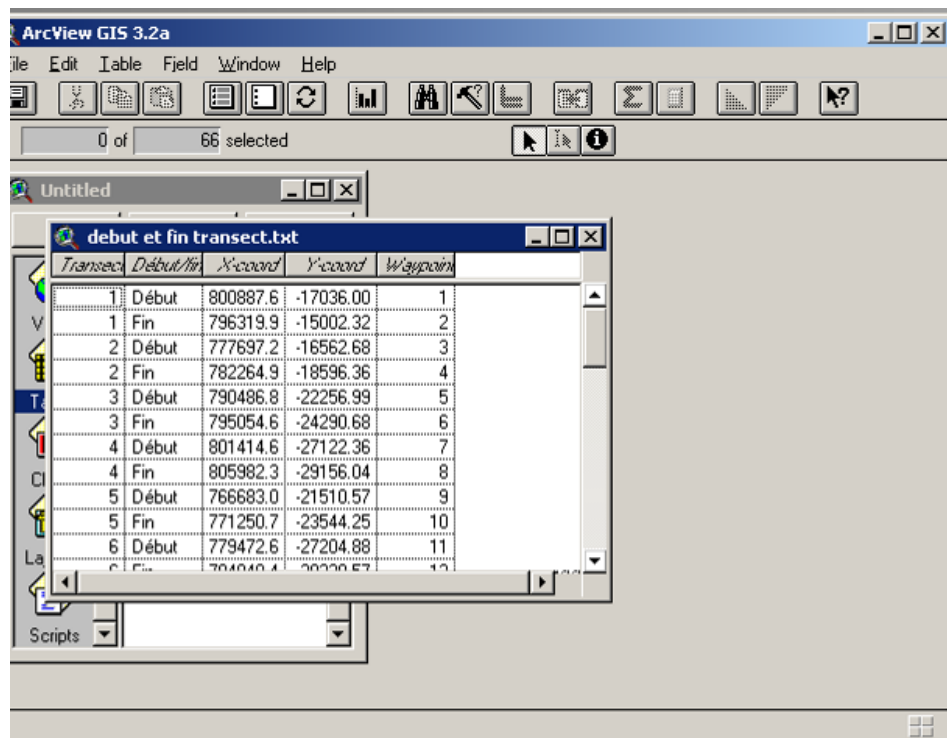 ArcView GIS 3.2a
File Edit Table Field Window Help
0 of 66 selected
Untitled
debut et fin transect.txt
Transect Début/fin X-coord Y-coord Waypoin
1 Début 800887.6 -17036.00 1
1 Fin 796319.9 -15002.32 2
2 Début 777697.2 -16562.68 3
2 Fin 782264.9 -18596.36 4
3 Début 790486.8 -22256.99 5
3 Fin 795054.6 -24290.68 6
4 Début 801414.6 -27122.36 7
4 Fin 805982.3 -29156.04 8
5 Début 766683.0 -21510.57 9
5 Fin 771250.7 -23544.25 10
6 Début 779472.6 -27204.88 11
Scripts